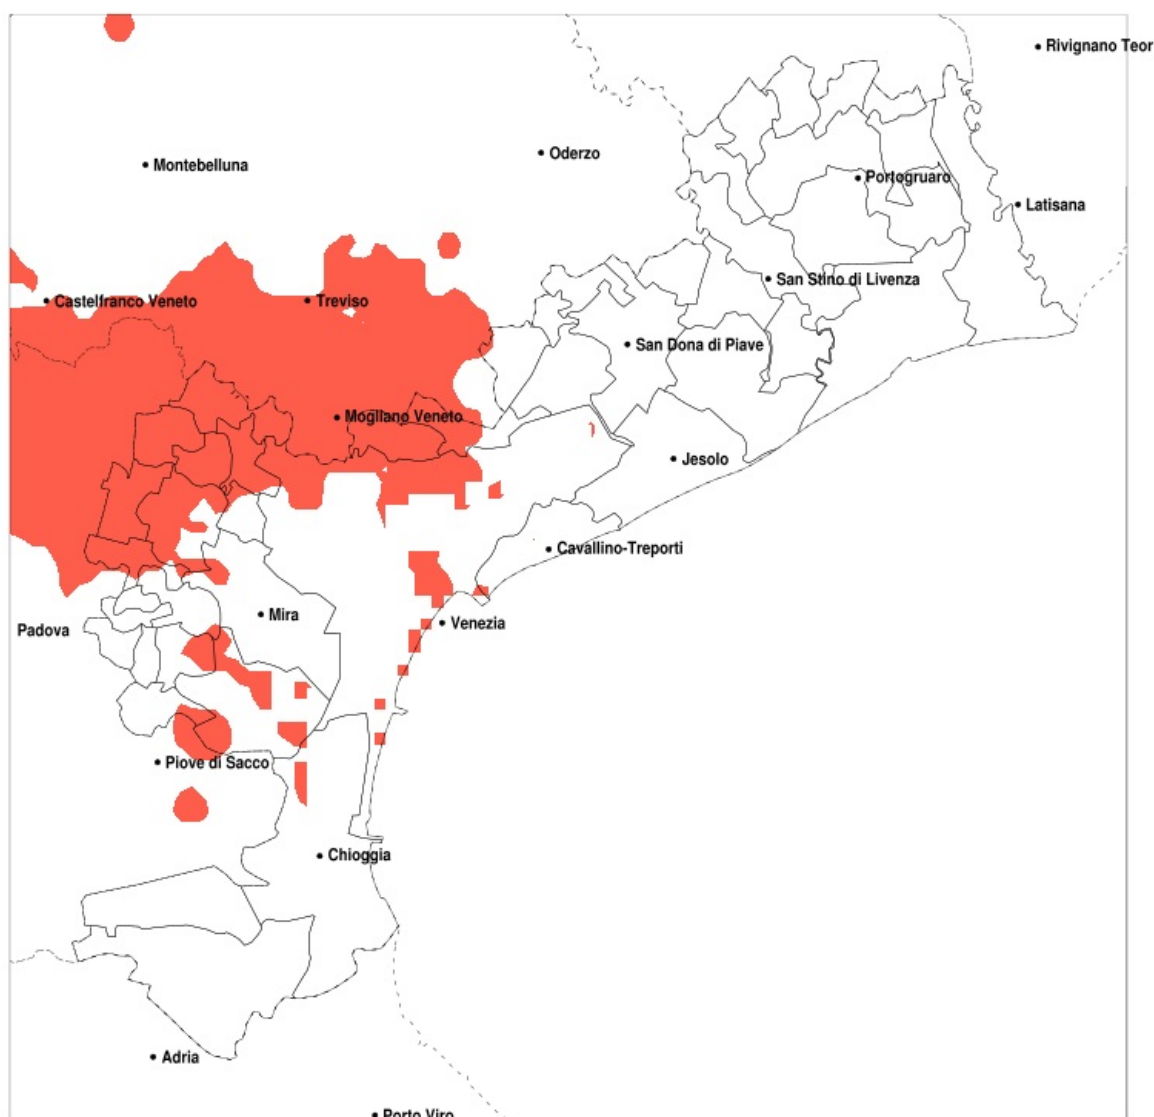 Rivignano Teor
Oderzo
Montebelluna
Portogruaro
Latisana
San Stino di Livenza
Castelfranco Veneto
Treviso
San Dona di Piave
Mogliano Veneto
Jesolo
Cavallino-Treporti
Mira
Venezia
Padova
Piove di Sacco
Chioggia
Adria
Porto Viro